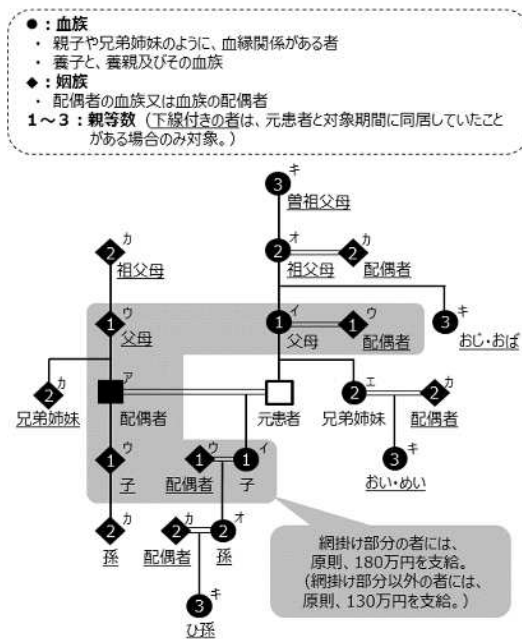 ●：血族
・ 親子や兄弟姉妹のように、血縁関係がある者
・ 養子と、養親及びその血族
◆：姻族
・ 配偶者の血族又は血族の配偶者
1～3：親等数（下線付きの者は、元患者と対象期間に同居していたこと
がある場合のみ対象。）
3 キ
曽祖父母
2 カ
祖父母
2 オ
祖父母
2 カ
配偶者
1 ウ
父母
1 イ
父母
1 ウ
配偶者
3 キ
おじ・おば
2 カ
兄弟姉妹
ア
配偶者
元患者
2 エ
兄弟姉妹
2 カ
配偶者
1 ウ
子
1 ウ
配偶者
1 イ
子
3 キ
おい・めい
2 カ
孫
2 カ
配偶者
2 オ
孫
3 キ
ひ孫
網掛け部分の者には、
原則、180万円を支給。
（網掛け部分以外の者には、
原則、130万円を支給。）